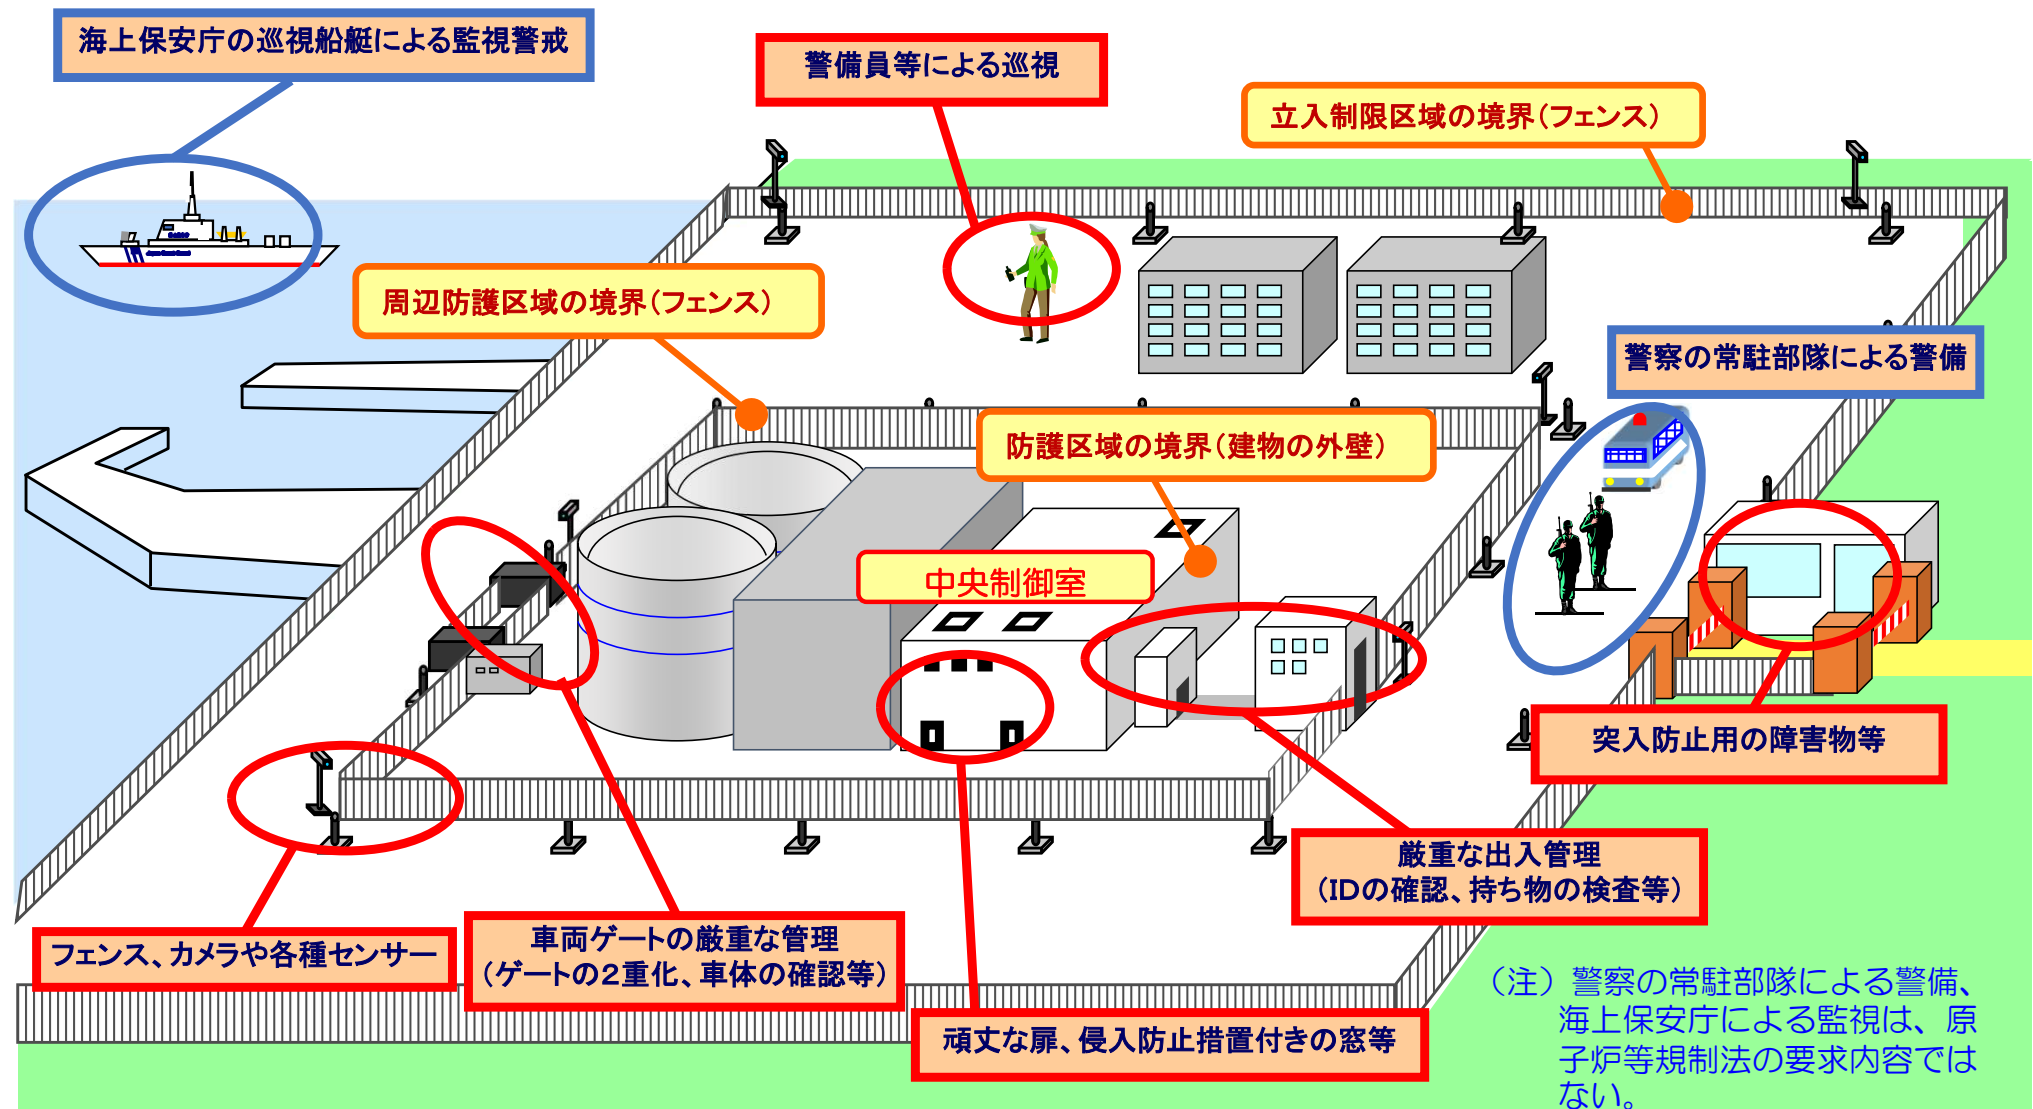 海上保安庁の巡視船艇による監視警戒
警備員等による巡視
立入制限区域の境界（フェンス）
周辺防護区域の境界（フェンス）
警察の常駐部隊による警備
防護区域の境界（建物の外壁）
中央制御室
突入防止用の障害物等
厳重な出入管理
（IDの確認、持ち物の検査等）
フェンス、カメラや各種センサー
車両ゲートの厳重な管理
（ゲートの２重化、車体の確認等）
頑丈な扉、侵入防止措置付きの窓等
（注）警察の常駐部隊による警備、
海上保安庁による監視は、原
子炉等規制法の要求内容では
ない。